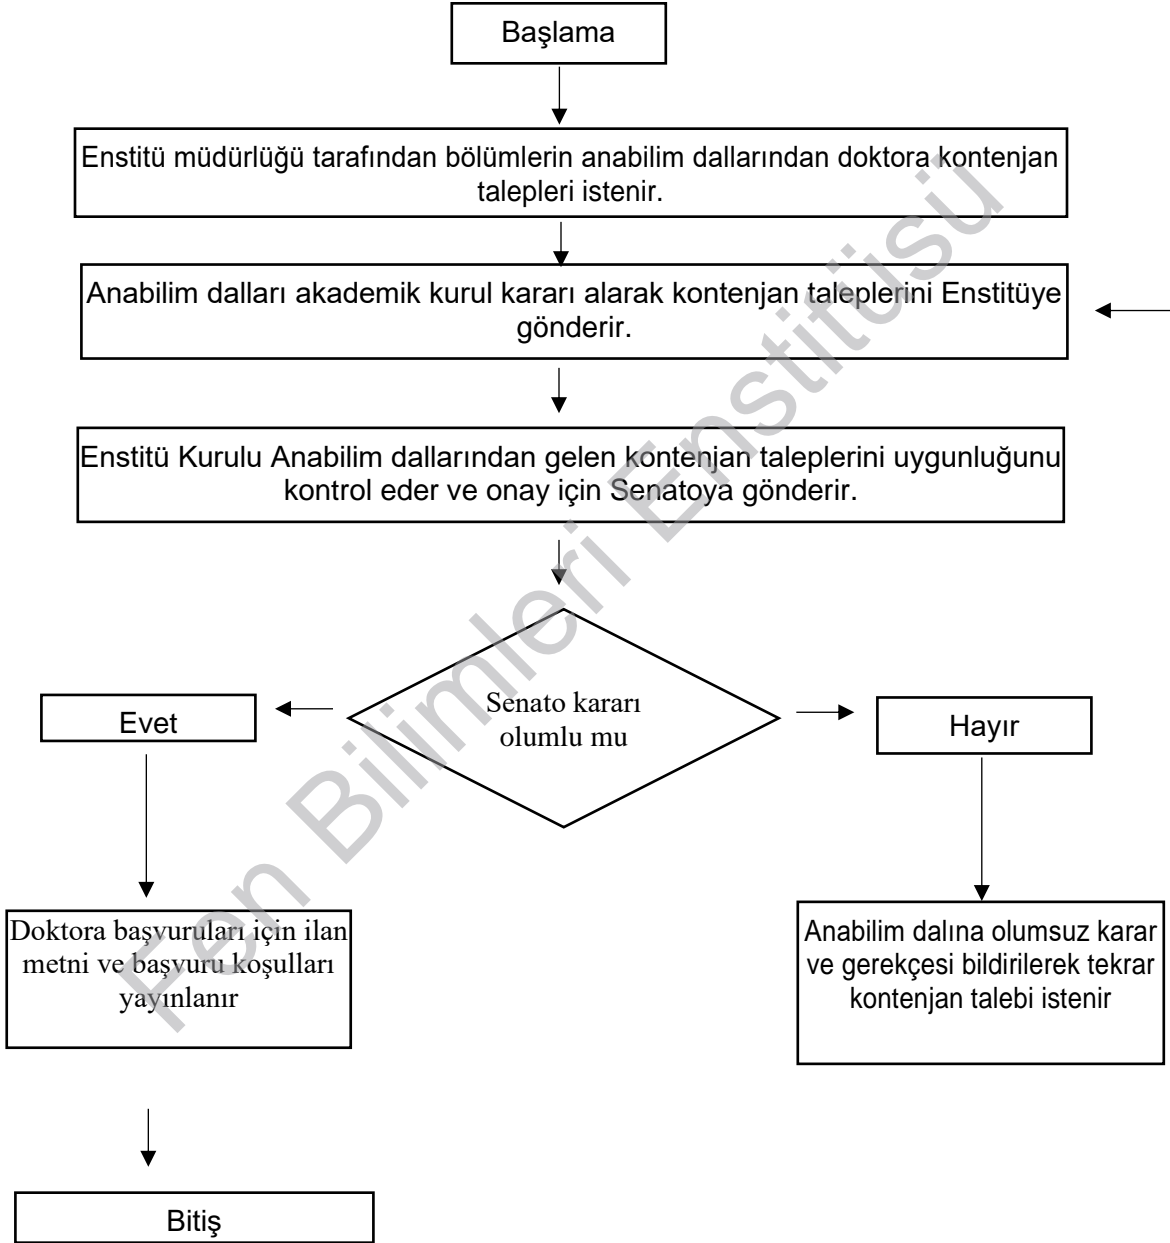 Başlama
Enstitü müdürlüğü tarafından bölümlerin anabilim dallarından doktora kontenjan
talepleri istenir.
Anabilim dalları akademik kurul kararı alarak kontenjan taleplerini Enstitüye
gönderir.
Enstitü Kurulu Anabilim dallarından gelen kontenjan taleplerini uygunluğunu
kontrol eder ve onay için Senatoya gönderir.
Senato kararı
olumlu mu
Evet
Hayır
Doktora başvuruları için ilan
metni ve başvuru koşulları
yayınlanır
Anabilim dalına olumsuz karar
ve gerekçesi bildirilerek tekrar
kontenjan talebi istenir
Bitiş
Fen Bilimleri Enstitüsü